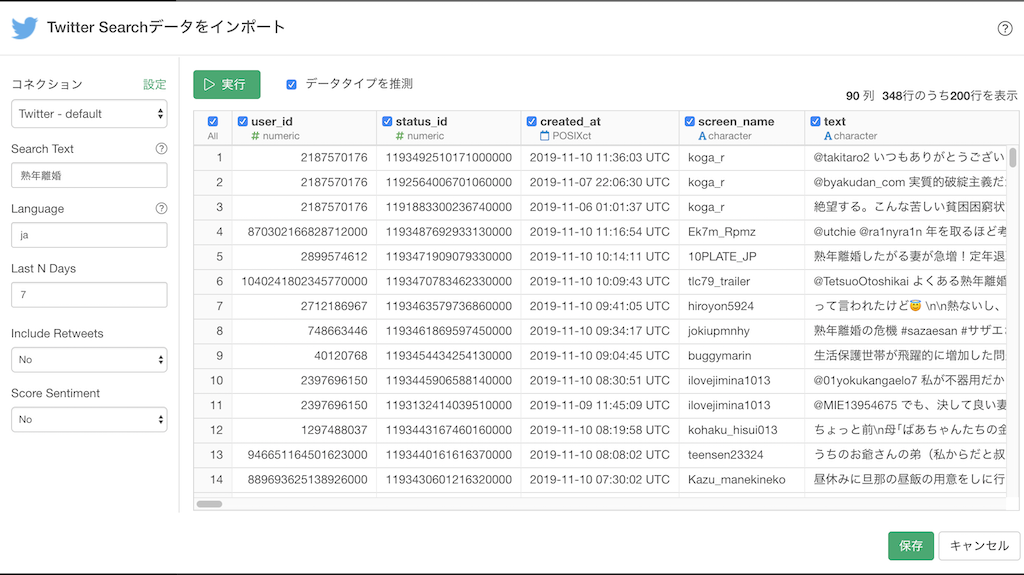 Twitter Searchデータをインポート
コネクション 設定
Twitter - default
Search Text
熟年離婚
Language
ja
Last N Days
7
Include Retweets
No
Score Sentiment
No
実行 データタイプを推測
90 列 348行のうち200行を表示
All user_id status_id created_at screen_name text
numeric numeric POSIXct character character
1 2187570176 1193492510171000000 2019-11-10 11:36:03 UTC koga_r @takitaro2 いつもありがとうござい
2 2187570176 1192564006701060000 2019-11-07 22:06:30 UTC koga_r @byakudan_com 実質的破綻主義だ
3 2187570176 1191883300236740000 2019-11-06 01:01:37 UTC koga_r 絶望する。こんな苦しい貧困困窮状
4 870302166828712000 1193487692933130000 2019-11-10 11:16:54 UTC Ek7m_Rpmz @utchie @ra1nyra1n 年を取るほど考
5 2899574612 1193471909079330000 2019-11-10 10:14:11 UTC 10PLATE_JP 熟年離婚したがる妻が急増！定年退
6 1040241802345770000 1193470783462330000 2019-11-10 10:09:43 UTC tlc79_trailer @TetsuoOtoshikai よくある熟年離婚
7 2712186967 1193463579736860000 2019-11-10 09:41:05 UTC hiroyon5924 って言われたけど😇 \n\n熱ないし、
8 748663446 1193461869597450000 2019-11-10 09:34:17 UTC jokiupmnhy 熟年離婚の危機 #sazaesan #サザエ
9 40120768 1193454434254130000 2019-11-10 09:04:45 UTC buggymarin 生活保護世帯が飛躍的に増加した問
10 2397696150 1193445906588140000 2019-11-10 08:30:51 UTC ilovejimina1013 @01yokukangaelo7 私が不器用だか
11 2397696150 1193132414039510000 2019-11-09 11:45:09 UTC ilovejimina1013 @MIE13954675 でも、決して良い妻
12 1297488037 1193443167460160000 2019-11-10 08:19:58 UTC kohaku_hisui013 ちょっと前\n母｢ばあちゃんたちの金
13 946651164501623000 1193440161616370000 2019-11-10 08:08:02 UTC teensen23324 うちのお爺さんの弟（私からだと叔
14 889693625138926000 1193430601216320000 2019-11-10 07:30:02 UTC Kazu_manekineko 昼休みに旦那の昼飯の用意をしに行
保存 キャンセル